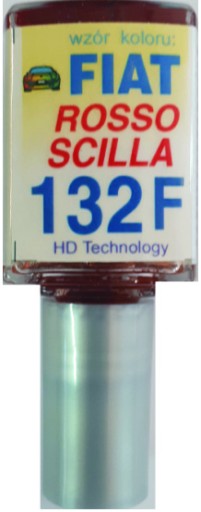 wzór koloru:
FIAT
ROSSO
SCILLA
132F
HD Technology